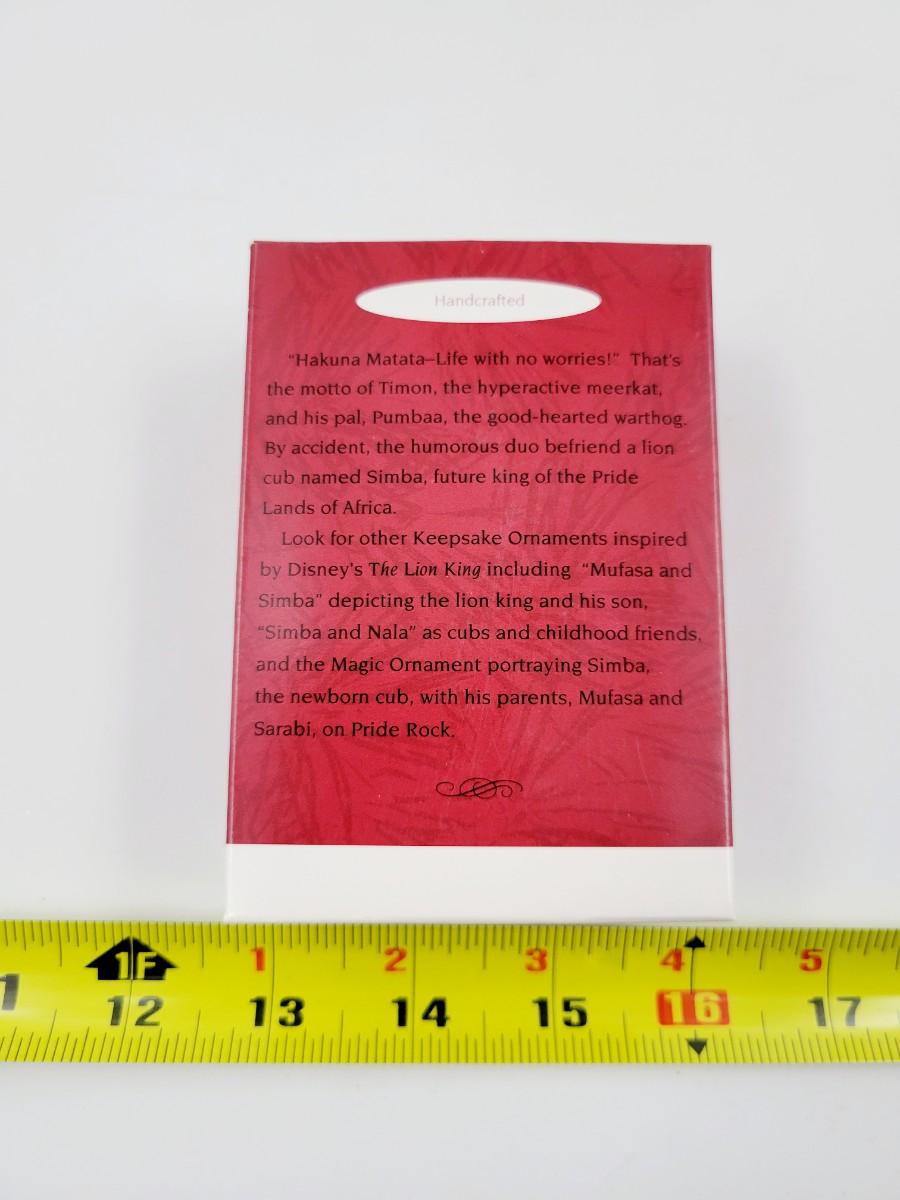 Handcrafted
"Hakuna Matata–Life with no worries!" That's
the motto of Timon, the hyperactive meerkat,
and his pal, Pumbaa, the good-hearted warthog.
By accident, the humorous duo befriend a lion
cub named Simba, future king of the Pride
Lands of Africa.
Look for other Keepsake Ornaments inspired
by Disney's The Lion King including "Mufasa and
Simba" depicting the lion king and his son,
"Simba and Nala" as cubs and childhood friends,
and the Magic Ornament portraying Simba,
the newborn cub, with his parents, Mufasa and
Sarabi, on Pride Rock.
1F 1 2 3 4 5
1 12 13 14 15 16 17